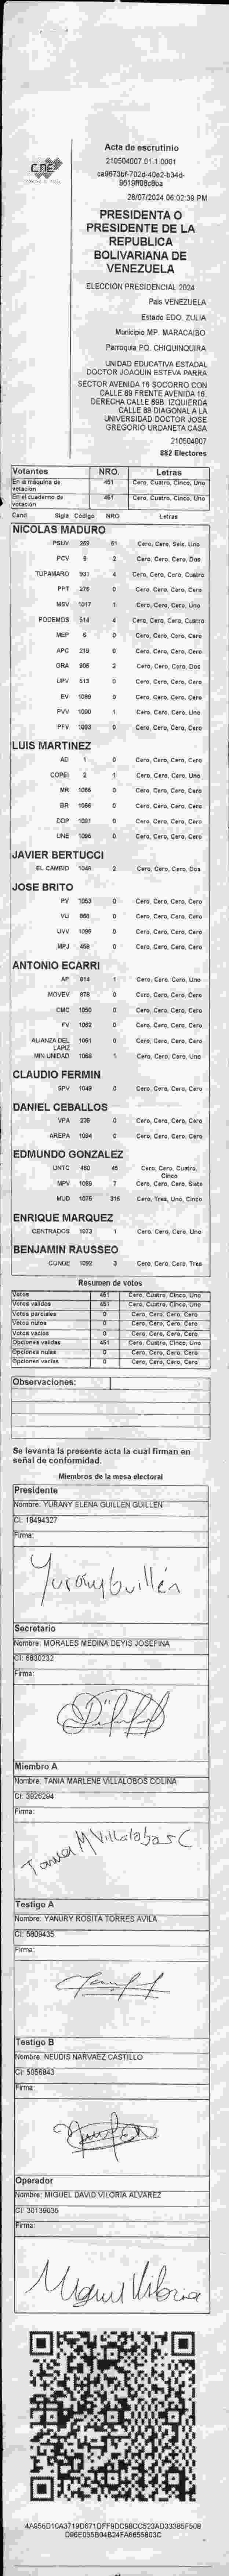 CNE
Acta de escrutinio
210504007.01.1.0001
ca9673bf-702d-40e2-b34d-
9619ff08c8ba
28/07/2024 06:02:39 PM
PRESIDENTA O
PRESIDENTE DE LA
REPUBLICA
BOLIVARIANA DE
VENEZUELA
ELECCIÓN PRESIDENCIAL 2024
País VENEZUELA
Estado EDO. ZULIA
Municipio MP. MARACAIBO
Parroquia PQ. CHIQUINQUIRA
UNIDAD EDUCATIVA ESTADAL
DOCTOR JOAQUIN ESTEVA PARRA
SECTOR AVENIDA 16 SOCORRO CON
CALLE 89 FRENTE AVENIDA 16.
DERECHA CALLE 89B. IZQUIERDA
CALLE 89 DIAGONAL A LA
UNIVERSIDAD DOCTOR JOSE
GREGORIO URDANETA CASA
210504007
882 Electores
Votantes NRO. Letras
En la máquina de votación 451 Cero, Cuatro, Cinco, Uno
En el cuaderno de votación 451 Cero, Cuatro, Cinco, Uno
Cand Sigla Código NRO. Letras
NICOLAS MADURO
PSUV 269 61 Cero, Cero, Seis, Uno
PCV 9 2 Cero, Cero, Cero, Dos
TUPAMARO 931 4 Cero, Cero, Cero, Cuatro
PPT 276 0 Cero, Cero, Cero, Cero
MSV 1017 1 Cero, Cero, Cero, Uno
PODEMOS 514 4 Cero, Cero, Cero, Cuatro
MEP 6 0 Cero, Cero, Cero, Cero
APC 219 0 Cero, Cero, Cero, Cero
ORA 905 2 Cero, Cero, Cero, Dos
UPV 613 0 Cero, Cero, Cero, Cero
EV 1089 0 Cero, Cero, Cero, Cero
PVV 1090 1 Cero, Cero, Cero, Uno
PFV 1093 0 Cero, Cero, Cero, Cero
LUIS MARTINEZ
AD 1 0 Cero, Cero, Cero, Cero
COPEI 2 1 Cero, Cero, Cero, Uno
MR 1066 0 Cero, Cero, Cero, Cero
BR 0 Cero, Cero, Cero, Cero
DDP 1091 0 Cero, Cero, Cero, Cero
UNE 1096 0 Cero, Cero, Cero, Cero
JAVIER BERTUCCI
EL CAMBIO 1048 2 Cero, Cero, Cero, Dos
JOSE BRITO
PV 1053 0 Cero, Cero, Cero, Cero
VU 868 0 Cero, Cero, Cero, Cero
UVV 1098 0 Cero, Cero, Cero, Cero
MPJ 458 0 Cero, Cero, Cero, Cero
ANTONIO ECARRI
AP 614 1 Cero, Cero, Cero, Uno
MOVEV 878 0 Cero, Cero, Cero, Cero
CMC 1050 0 Cero, Cero, Cero, Cero
FV 1062 0 Cero, Cero, Cero, Cero
ALIANZA DEL LAPIZ 1051 0 Cero, Cero, Cero, Cero
MIN UNIDAD 1068 1 Cero, Cero, Cero, Uno
CLAUDIO FERMIN
SPV 1049 0 Cero, Cero, Cero, Cero
DANIEL CEBALLOS
VPA 239 0 Cero, Cero, Cero, Cero
AREPA 1094 0 Cero, Cero, Cero, Cero
EDMUNDO GONZALEZ
UNTC 460 45 Cero, Cero, Cuatro, Cinco
MPV 1069 7 Cero, Cero, Cero, Siete
MUD 1075 315 Cero, Tres, Uno, Cinco
ENRIQUE MARQUEZ
CENTRADOS 1073 1 Cero, Cero, Cero, Uno
BENJAMIN RAUSSEO
CONDE 1092 3 Cero, Cero, Cero, Tres
Resumen de votos
Votos 451 Cero, Cuatro, Cinco, Uno
Votos validos 451 Cero, Cuatro, Cinco, Uno
Votos parciales 0 Cero, Cero, Cero, Cero
Votos nulos 0 Cero, Cero, Cero, Cero
Votos vacios 0 Cero, Cero, Cero, Cero
Opciones validas 451 Cero, Cuatro, Cinco, Uno
Opciones nulas 0 Cero, Cero, Cero, Cero
Opciones vacias 0 Cero, Cero, Cero, Cero
Observaciones:
Se levanta la presente acta la cual firman en
señal de conformidad.
Miembros de la mesa electoral
Presidente
Nombre: YURANY ELENA GUILLEN GUILLEN
CI: 18494327
Firma:
Yurany Guillén
Secretario
Nombre: MORALES MEDINA DEYIS JOSEFINA
CI: 6830232
Firma:
Miembro A
Nombre: TANIA MARLENE VILLALOBOS COLINA
CI: 3926294
Firma:
Tania M Villalobos C
Testigo A
Nombre: YANURY ROSITA TORRES AVILA
CI: 5809435
Firma:
Testigo B
Nombre: NEUDIS NARVAEZ CASTILLO
CI: 5056843
Firma:
Operador
Nombre: MIGUEL DAVID VILORIA ALVAREZ
CI: 30139035
Firma:
Miguel Viloria
4A956D10A3719D671DFF9DC98CC523AD33385F508
D98E055B04B24FA6655B03C